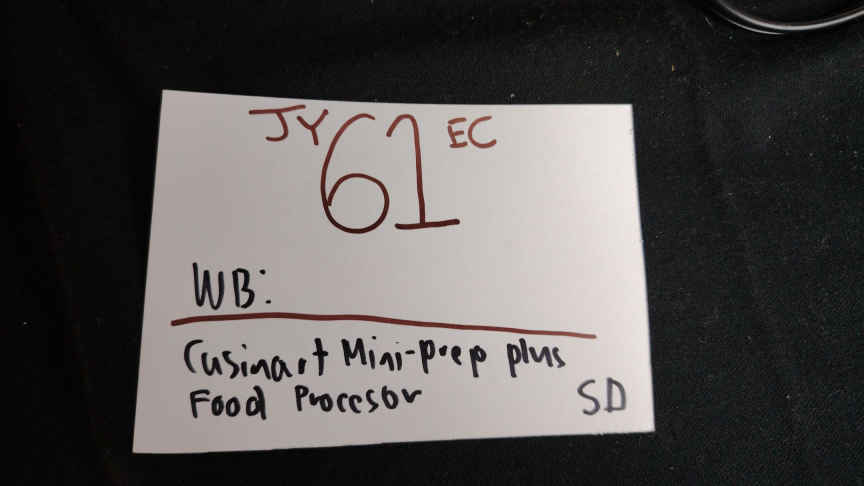 JY 61 EC
WB:
Cusinart Mini-prep plus
Food Procesor
SD